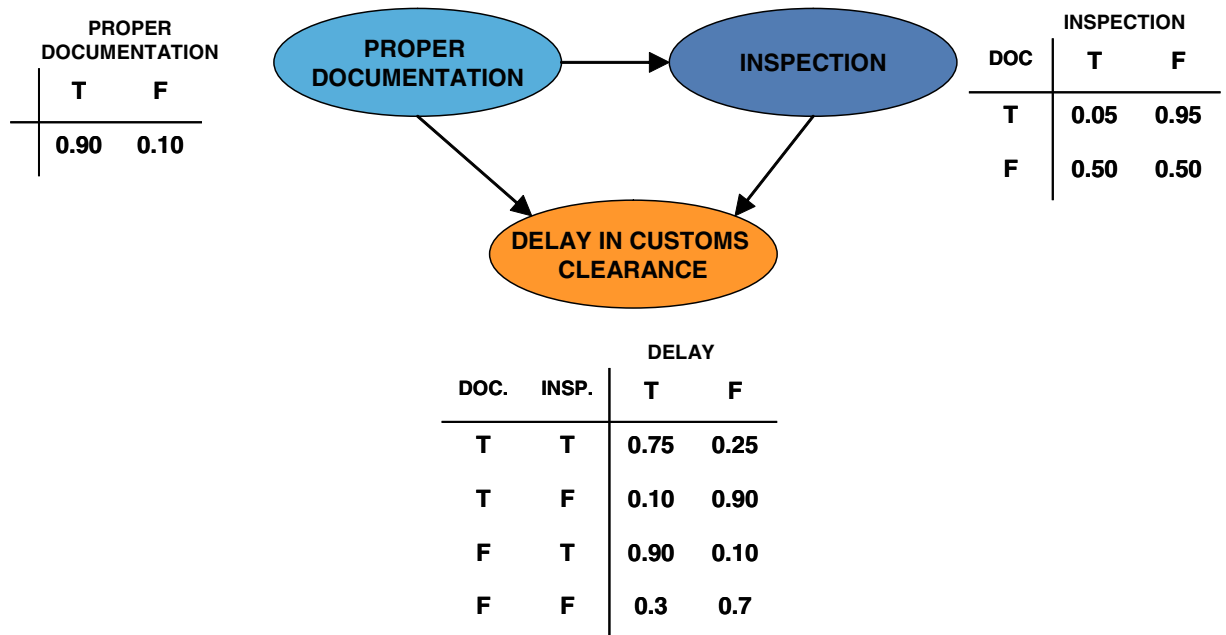 PROPER
DOCUMENTATION
T F
0.90 0.10
PROPER
DOCUMENTATION
INSPECTION
INSPECTION
DOC T F
T 0.05 0.95
F 0.50 0.50
DELAY IN CUSTOMS
CLEARANCE
DELAY
DOC. INSP. T F
T T 0.75 0.25
T F 0.10 0.90
F T 0.90 0.10
F F 0.3 0.7